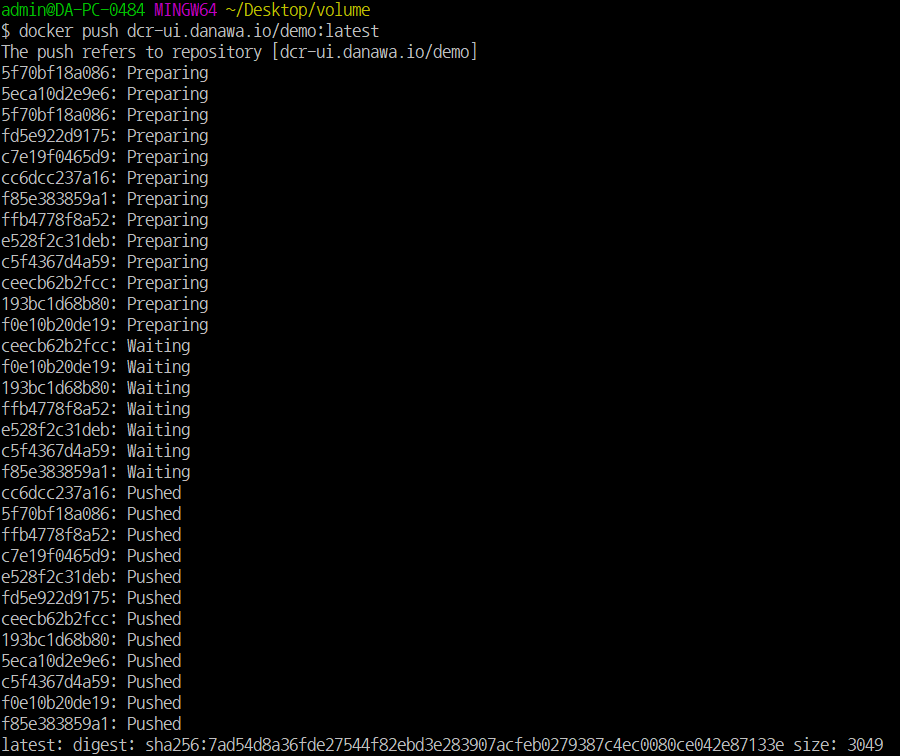 admin@DA-PC-0484 MINGW64 ~/Desktop/volume
$ docker push dcr-ui.danawa.io/demo:latest
The push refers to repository [dcr-ui.danawa.io/demo]
5f70bf18a086: Preparing
5eca10d2e9e6: Preparing
5f70bf18a086: Preparing
fd5e922d9175: Preparing
c7e19f0465d9: Preparing
cc6dcc237a16: Preparing
f85e383859a1: Preparing
ffb4778f8a52: Preparing
e528f2c31deb: Preparing
c5f4367d4a59: Preparing
ceecb62b2fcc: Preparing
193bc1d68b80: Preparing
f0e10b20de19: Preparing
ceecb62b2fcc: Waiting
f0e10b20de19: Waiting
193bc1d68b80: Waiting
ffb4778f8a52: Waiting
e528f2c31deb: Waiting
c5f4367d4a59: Waiting
f85e383859a1: Waiting
cc6dcc237a16: Pushed
5f70bf18a086: Pushed
ffb4778f8a52: Pushed
c7e19f0465d9: Pushed
e528f2c31deb: Pushed
fd5e922d9175: Pushed
ceecb62b2fcc: Pushed
193bc1d68b80: Pushed
5eca10d2e9e6: Pushed
c5f4367d4a59: Pushed
f0e10b20de19: Pushed
f85e383859a1: Pushed
latest: digest: sha256:7ad54d8a36fde27544f82ebd3e283907acfeb0279387c4ec0080ce042e87133e size: 3049